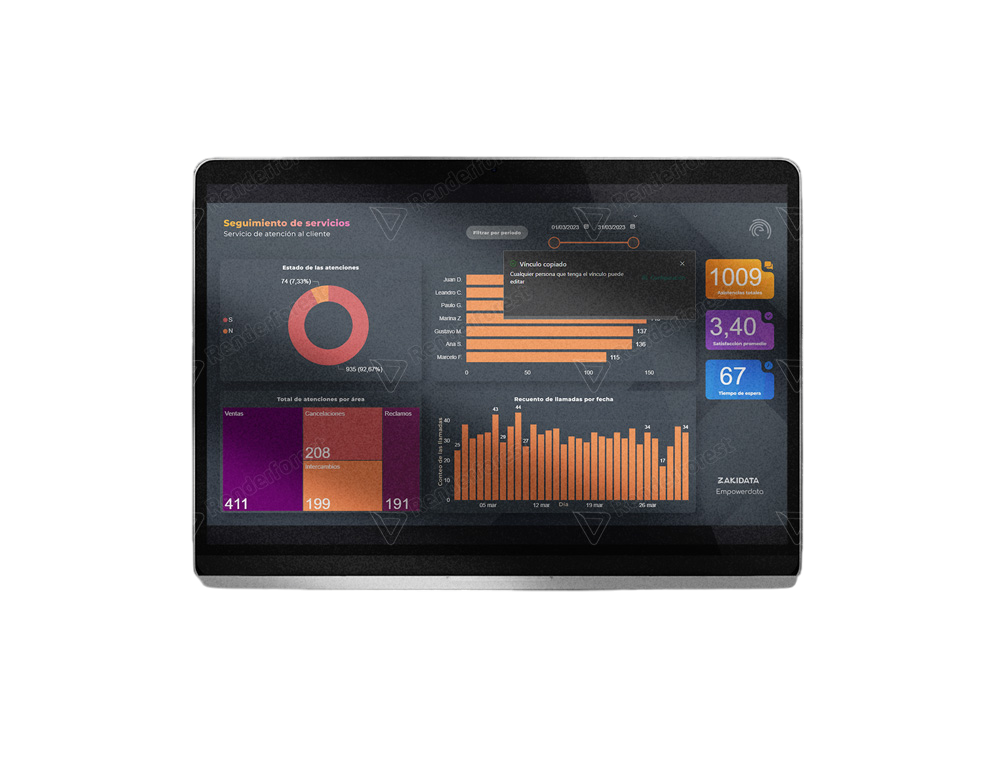 Seguimiento de servicios
Servicio de atención al cliente
Filtrar por periodo
01/03/2023
31/03/2023
Estado de las atenciones
74 (7,33%)
S
N
935 (92,67%)
Vínculo copiado
Cualquier persona que tenga el vínculo puede
editar
Juan D.
Leandro C.
Paulo G.
Marina Z.
Gustavo M.
137
Ana S.
136
Marcelo F.
115
0
50
100
150
1009
Asistencias totales
3,40
Satisfacción promedio
67
Tiempo de espera
Total de atenciones por área
Ventas
411
Cancelaciones
208
Intercambios
199
Reclamos
191
Recuento de llamadas por fecha
Conteo de las llamadas
40
30
20
10
0
25
43
29
44
27
34
17
34
05 mar
12 mar
Día
19 mar
26 mar
ZAKIDATA
Empowerdata
Renderforest